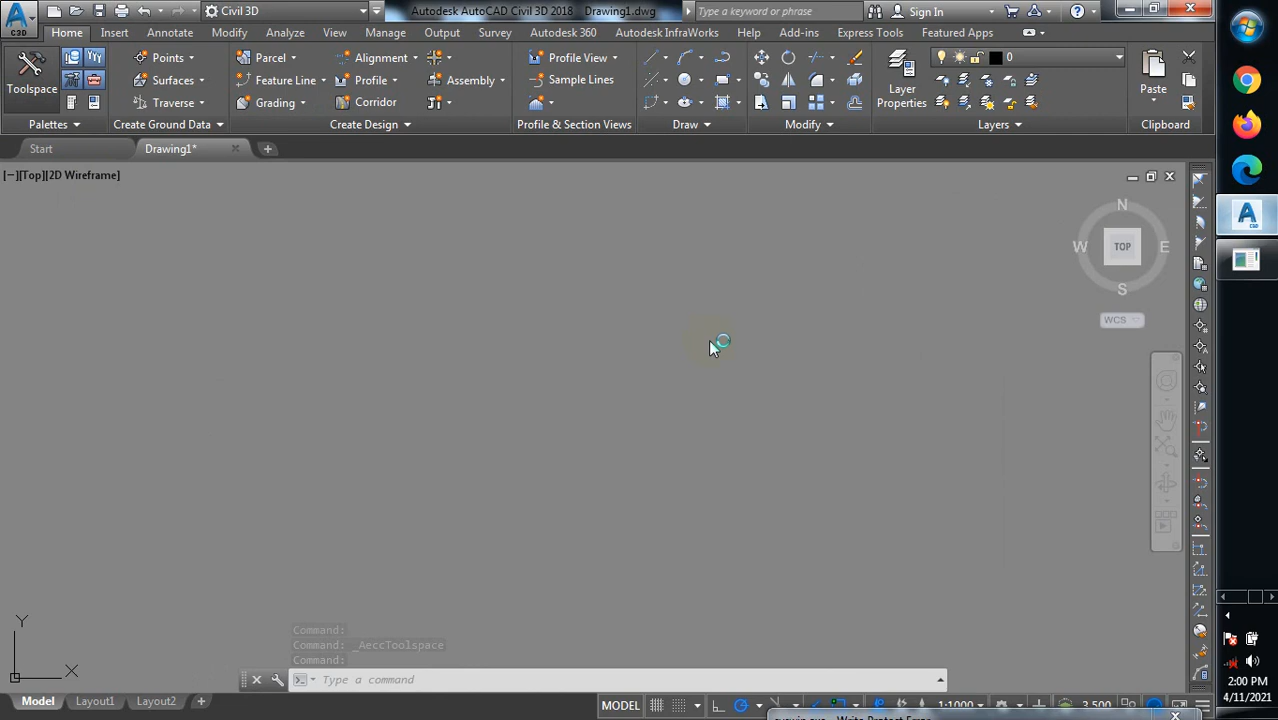 Civil 3D
Autodesk AutoCAD Civil 3D 2018 Drawing1.dwg
Type a keyword or phrase
Sign In
C3D
Home Insert Annotate Modify Analyze View Manage Output Survey Autodesk 360 Autodesk InfraWorks Help Add-ins Express Tools Featured Apps
Toolspace
Points
Surfaces
Traverse
Parcel
Feature Line
Grading
Alignment
Profile
Corridor
Assembly
Profile View
Sample Lines
Layer
Properties
0
Paste
Palettes Create Ground Data Create Design Profile & Section Views Draw Modify Layers Clipboard
Start Drawing1*
[−][Top][2D Wireframe]
N
W TOP E
S
WCS
Y
X
Command:
Command: _AeccToolspace
Command:
Type a command
Model Layout1 Layout2
MODEL
1:1000
3.500
2:00 PM
4/11/2021